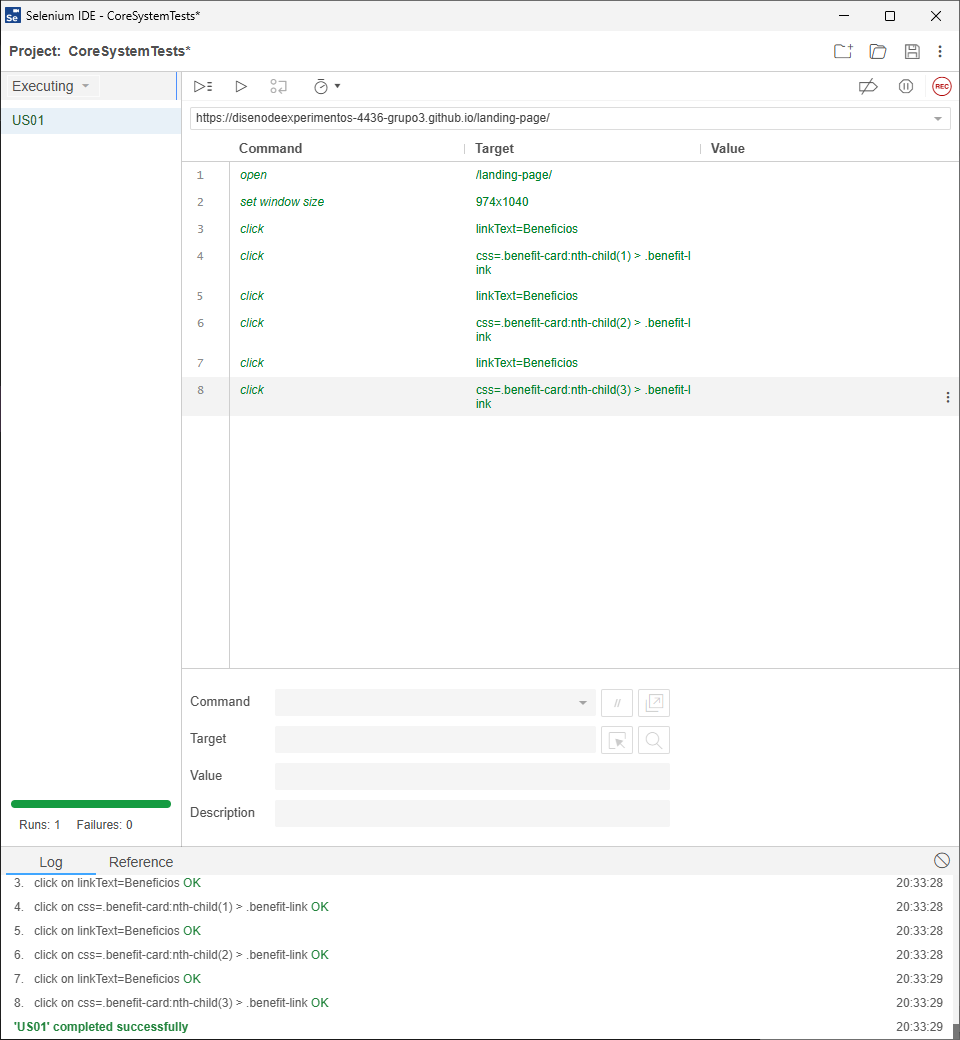 Selenium IDE - CoreSystemTests*
Project: CoreSystemTests*
Executing
REC
US01
https://disenodeexperimentos-4436-grupo3.github.io/landing-page/
Command Target Value
1 open /landing-page/
2 set window size 974x1040
3 click linkText=Beneficios
4 click css=.benefit-card:nth-child(1) > .benefit-l
ink
5 click linkText=Beneficios
6 click css=.benefit-card:nth-child(2) > .benefit-l
ink
7 click linkText=Beneficios
8 click css=.benefit-card:nth-child(3) > .benefit-l
ink
Command //
Target
Value
Description
Runs: 1 Failures: 0
Log Reference
3. click on linkText=Beneficios OK 20:33:28
4. click on css=.benefit-card:nth-child(1) > .benefit-link OK 20:33:28
5. click on linkText=Beneficios OK 20:33:28
6. click on css=.benefit-card:nth-child(2) > .benefit-link OK 20:33:28
7. click on linkText=Beneficios OK 20:33:29
8. click on css=.benefit-card:nth-child(3) > .benefit-link OK 20:33:29
'US01' completed successfully 20:33:29